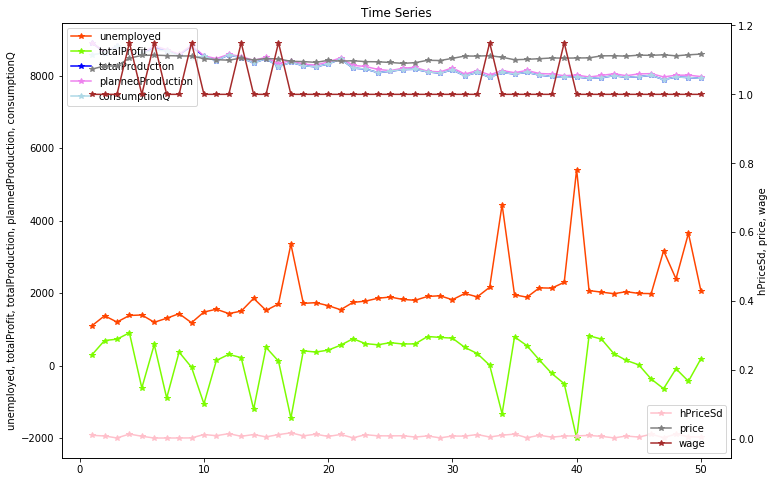 Time Series
unemployed, totalProfit, totalProduction, plannedProduction, consumptionQ
8000
6000
4000
2000
0
−2000
unemployed
totalProfit
totalProduction
plannedProduction
consumptionQ
0
10
20
30
40
50
hPriceSd
price
wage
1.2
1.0
0.8
0.6
0.4
0.2
0.0
hPriceSd, price, wage